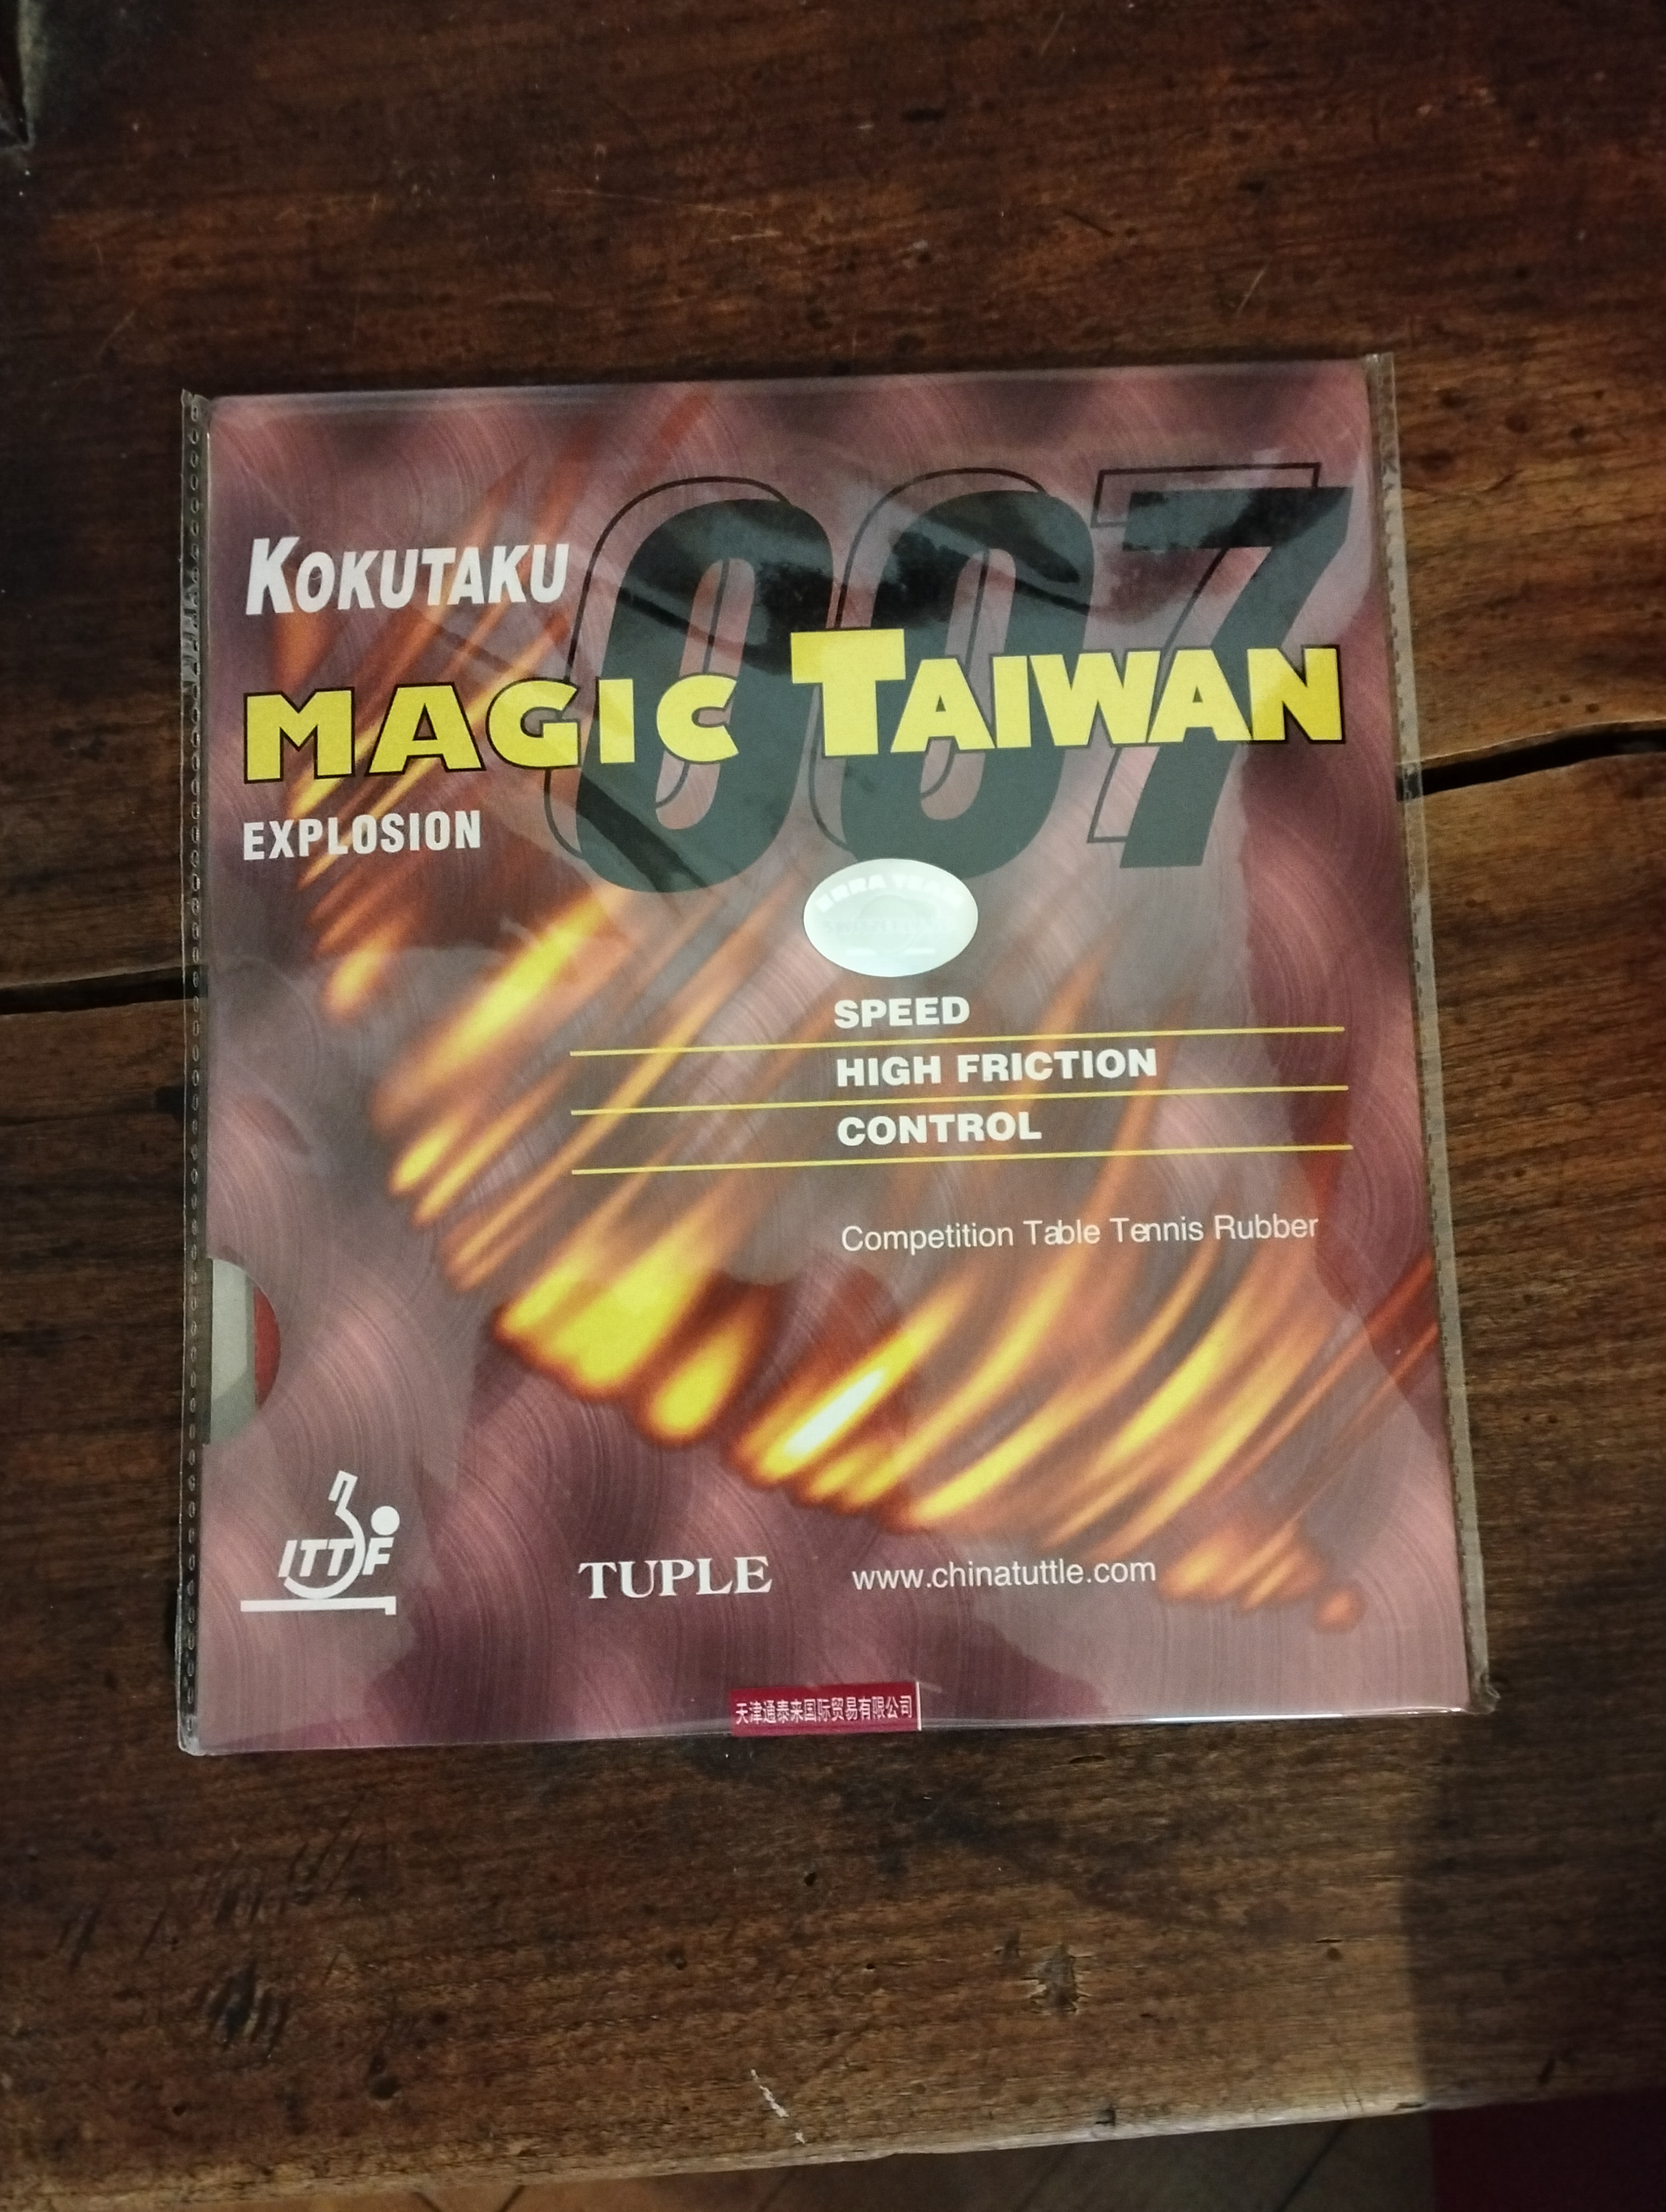 007
KOKUTAKU
MAGIC TAIWAN
EXPLOSION
SPEED
HIGH FRICTION
CONTROL
Competition Table Tennis Rubber
ITTF
TUPLE
www.chinatuttle.com
天津通泰来国际贸易有限公司